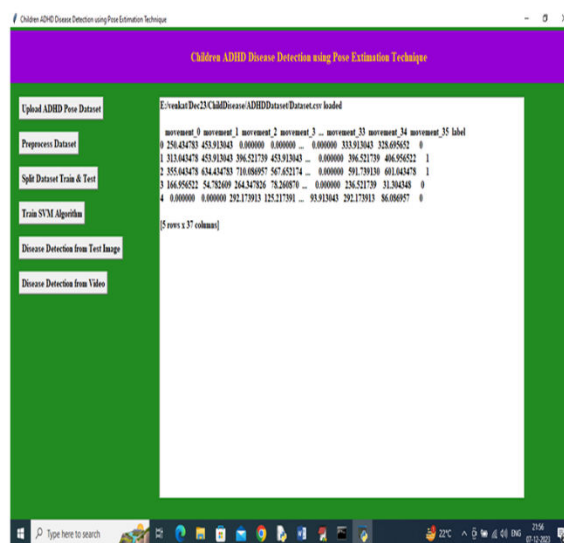 Children ADHD Disease Detection using Pose Estimation Technique
Children ADHD Disease Detection using Pose Extimation Technique
Upload ADHD Pose Dataset
Preprocess Dataset
Split Dataset Train & Test
Train SVM Algorithm
Disease Detection from Test Image
Disease Detection from Video
E:/venkat/Dec23/ChildDisease/ADHDDataset/Dataset.csv loaded
movement_0 movement_1 movement_2 movement_3 ... movement_33 movement_34 movement_35 label
0 250.434783 453.913043 0.000000 0.000000 ... 0.000000 333.913043 328.695652 0
1 313.043478 453.913043 396.521739 453.913043 ... 0.000000 396.521739 406.956522 1
2 355.043478 634.434783 710.086957 567.652174 ... 0.000000 591.739130 601.043478 1
3 166.956522 54.782609 264.347826 78.260870 ... 0.000000 236.521739 31.304348 0
4 0.000000 0.000000 292.173913 125.217391 ... 93.913043 292.173913 86.086957 0
[5 rows x 37 columns]
Type here to search
22°C
ENG
21:56
07-12-2023